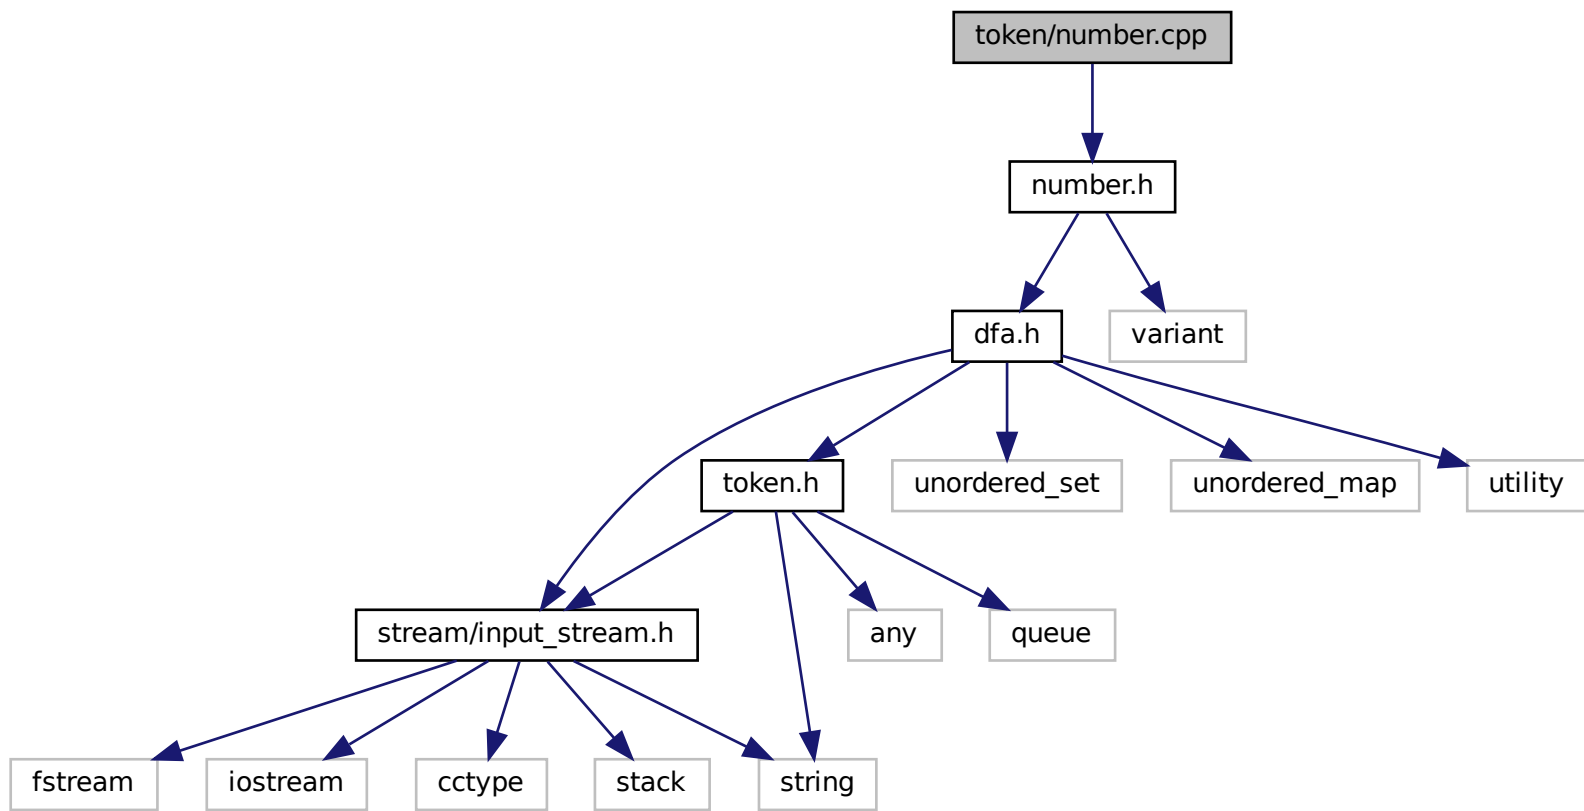 token/number.cpp
number.h
dfa.h
variant
token.h
unordered_set
unordered_map
utility
stream/input_stream.h
any
queue
fstream
iostream
cctype
stack
string